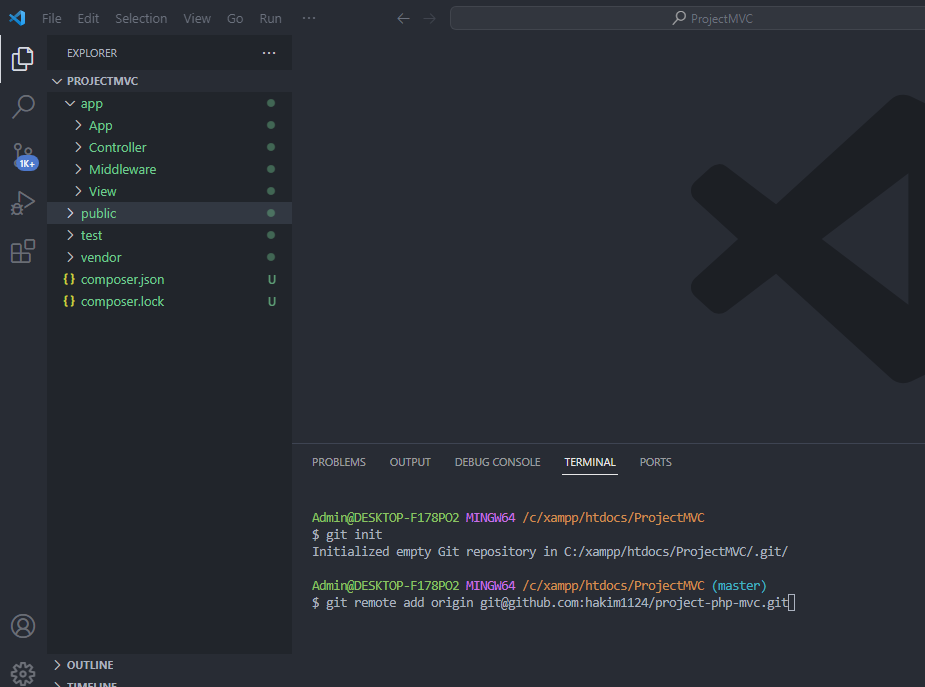 File Edit Selection View Go Run ···
ProjectMVC
EXPLORER
PROJECTMVC
app
App
Controller
Middleware
View
public
test
vendor
{} composer.json U
{} composer.lock U
1K+
OUTLINE
TIMELINE
PROBLEMS OUTPUT DEBUG CONSOLE TERMINAL PORTS
Admin@DESKTOP-F178PO2 MINGW64 /c/xampp/htdocs/ProjectMVC
$ git init
Initialized empty Git repository in C:/xampp/htdocs/ProjectMVC/.git/
Admin@DESKTOP-F178PO2 MINGW64 /c/xampp/htdocs/ProjectMVC (master)
$ git remote add origin git@github.com:hakim1124/project-php-mvc.git